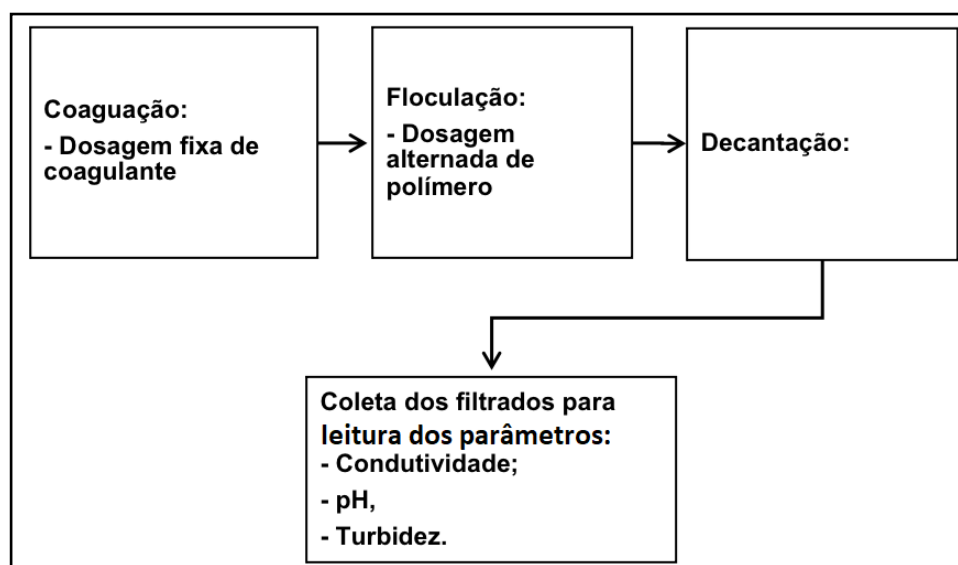 Coaguação:
- Dosagem fixa de
coagulante
Floculação:
- Dosagem
alternada de
polímero
Decantação:
Coleta dos filtrados para
leitura dos parâmetros:
- Condutividade;
- pH,
- Turbidez.